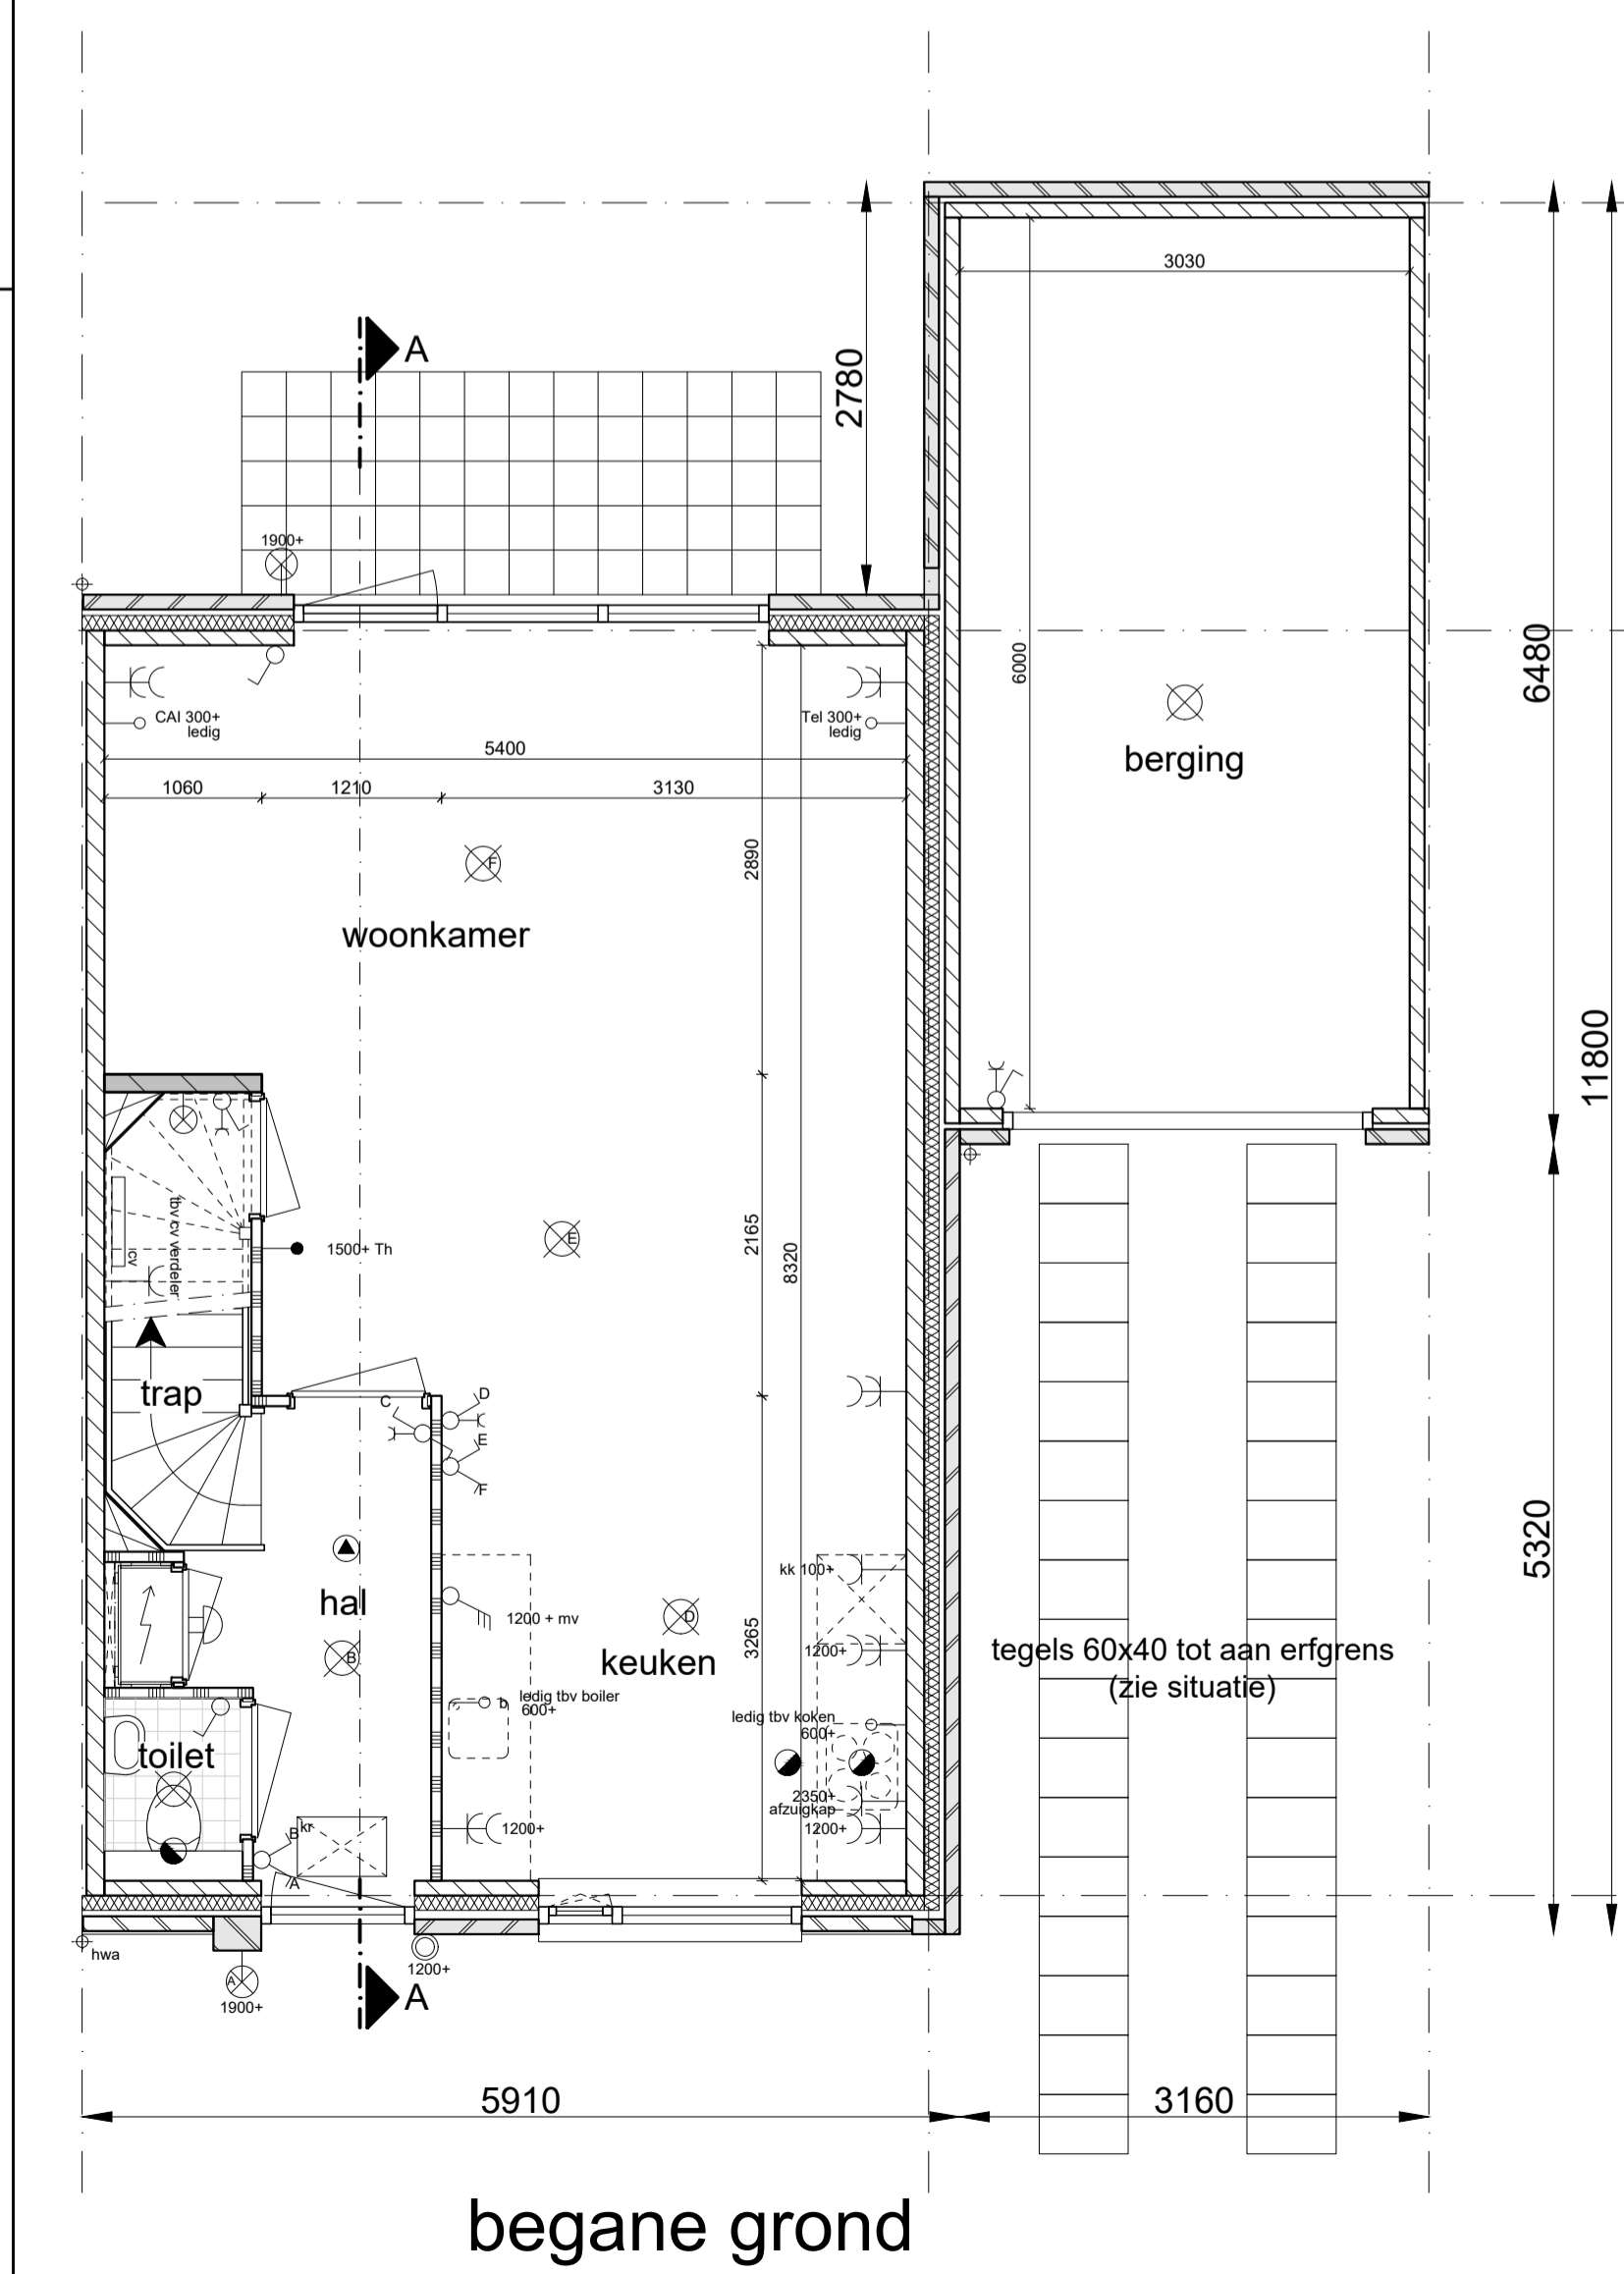 3030
A
2780
1900+
6000
6480
CAI 300+
ledig
Tel 300+
ledig
5400
berging
1060
1210
3130
2890
F
woonkamer
11800
tbv cv verdeler
cv
1500+ Th
E
2165
8320
trap
C
D
E
F
5320
kk 100+
hal
1200 + mv
D
keuken
3265
1200+
tegels 60x40 tot aan erfgrens
(zie situatie)
B
b
ledig tbv boiler
600+
ledig tbv koken
600+
toilet
2350+
afzuigkap
1200+
1200+
B
kr
A
hwa
1200+
A
1900+
A
5910
3160
begane grond